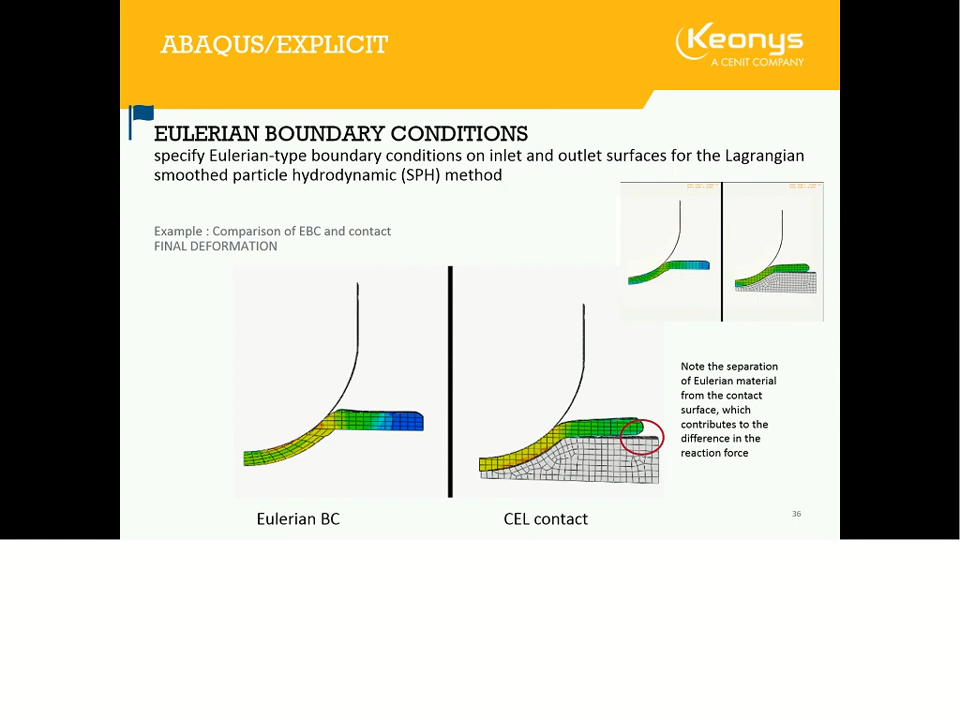 ABAQUS/EXPLICIT
Keonys
A CENIT COMPANY
EULERIAN BOUNDARY CONDITIONS
specify Eulerian-type boundary conditions on inlet and outlet surfaces for the Lagrangian
smoothed particle hydrodynamic (SPH) method
Example : Comparison of EBC and contact
FINAL DEFORMATION
Note the separation
of Eulerian material
from the contact
surface, which
contributes to the
difference in the
reaction force
Eulerian BC
CEL contact
36